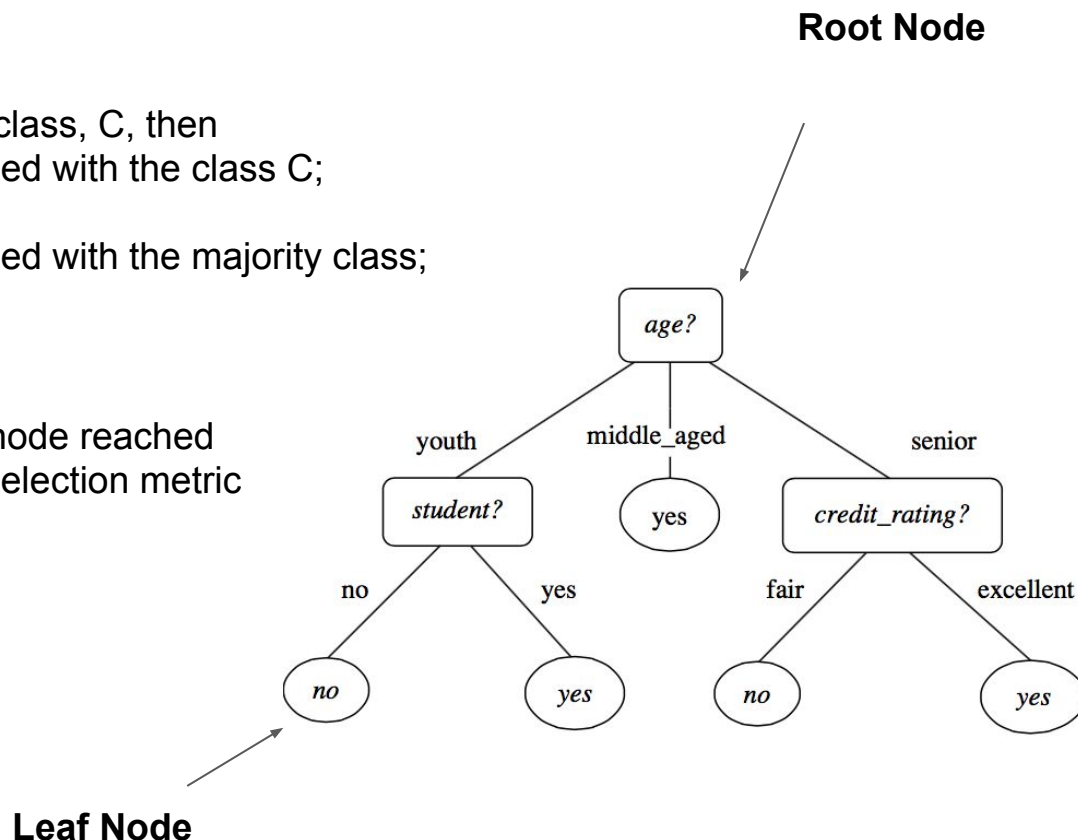 Root Node
class, C, then
ed with the class C;
ed with the majority class;
node reached
election metric
age?
youth
middle_aged
senior
student?
yes
credit_rating?
no
yes
fair
excellent
no
yes
no
yes
Leaf Node